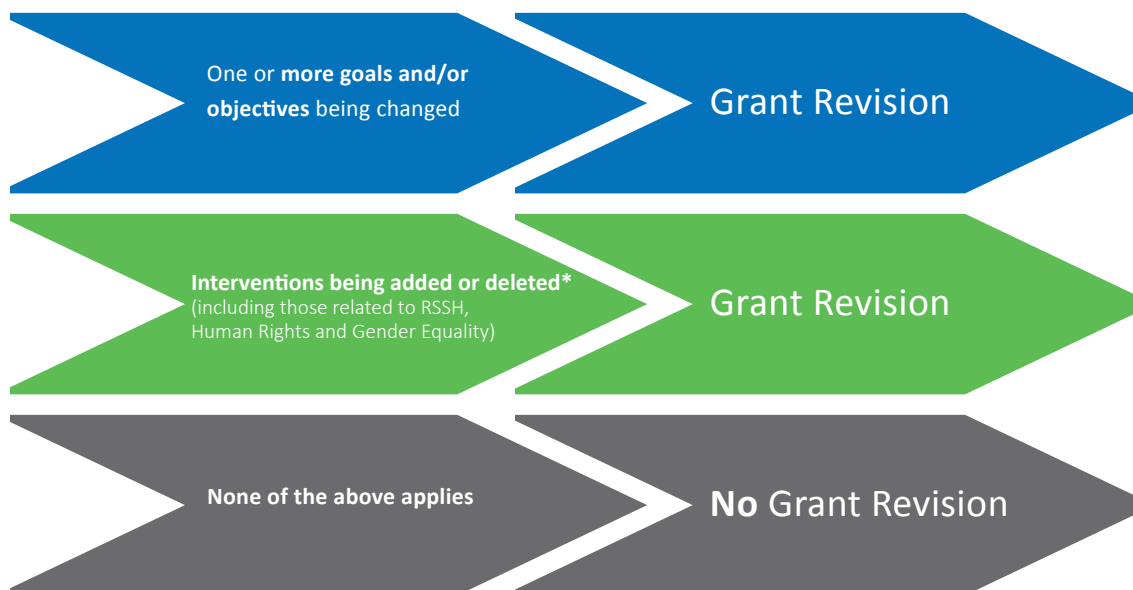 One or more goals and/or
objectives being changed
Grant Revision
Interventions being added or deleted*
(including those related to RSSH,
Human Rights and Gender Equality)
Grant Revision
None of the above applies
No Grant Revision